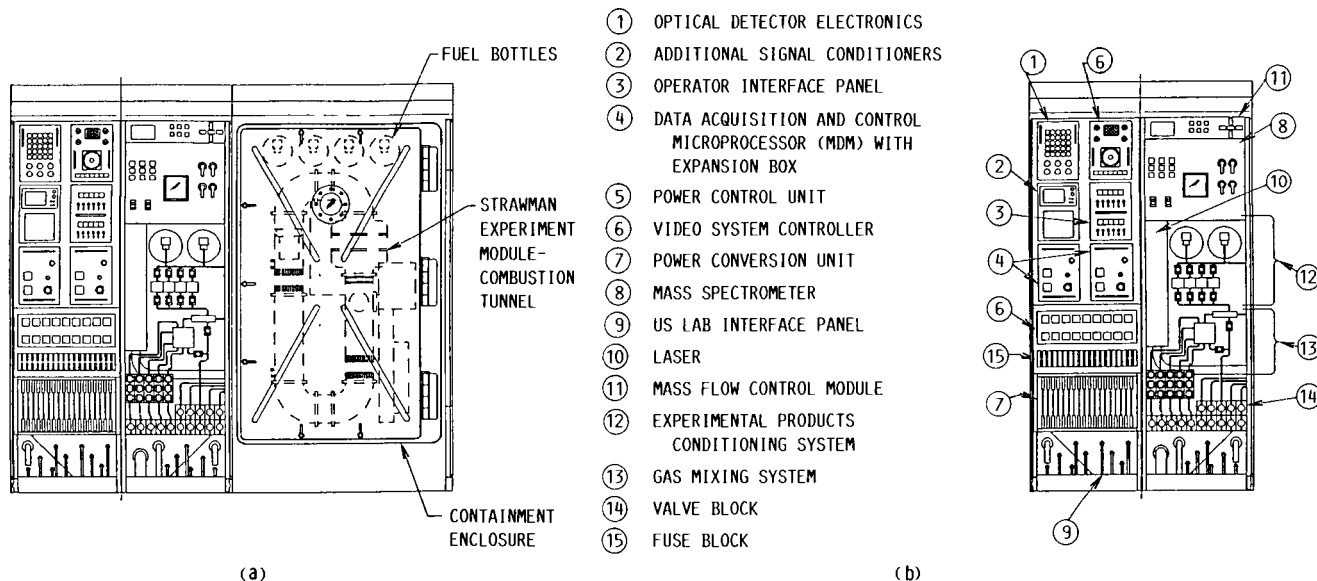 FUEL BOTTLES
STRAWMAN
EXPERIMENT
MODULE-
COMBUSTION
TUNNEL
CONTAINMENT
ENCLOSURE
(a)
1 OPTICAL DETECTOR ELECTRONICS
2 ADDITIONAL SIGNAL CONDITIONERS
3 OPERATOR INTERFACE PANEL
4 DATA ACQUISITION AND CONTROL
MICROPROCESSOR (MDM) WITH
EXPANSION BOX
5 POWER CONTROL UNIT
6 VIDEO SYSTEM CONTROLLER
7 POWER CONVERSION UNIT
8 MASS SPECTROMETER
9 US LAB INTERFACE PANEL
10 LASER
11 MASS FLOW CONTROL MODULE
12 EXPERIMENTAL PRODUCTS
CONDITIONING SYSTEM
13 GAS MIXING SYSTEM
14 VALVE BLOCK
15 FUSE BLOCK
1
6
11
8
2
10
3
4
12
6
15
13
7
14
9
(b)